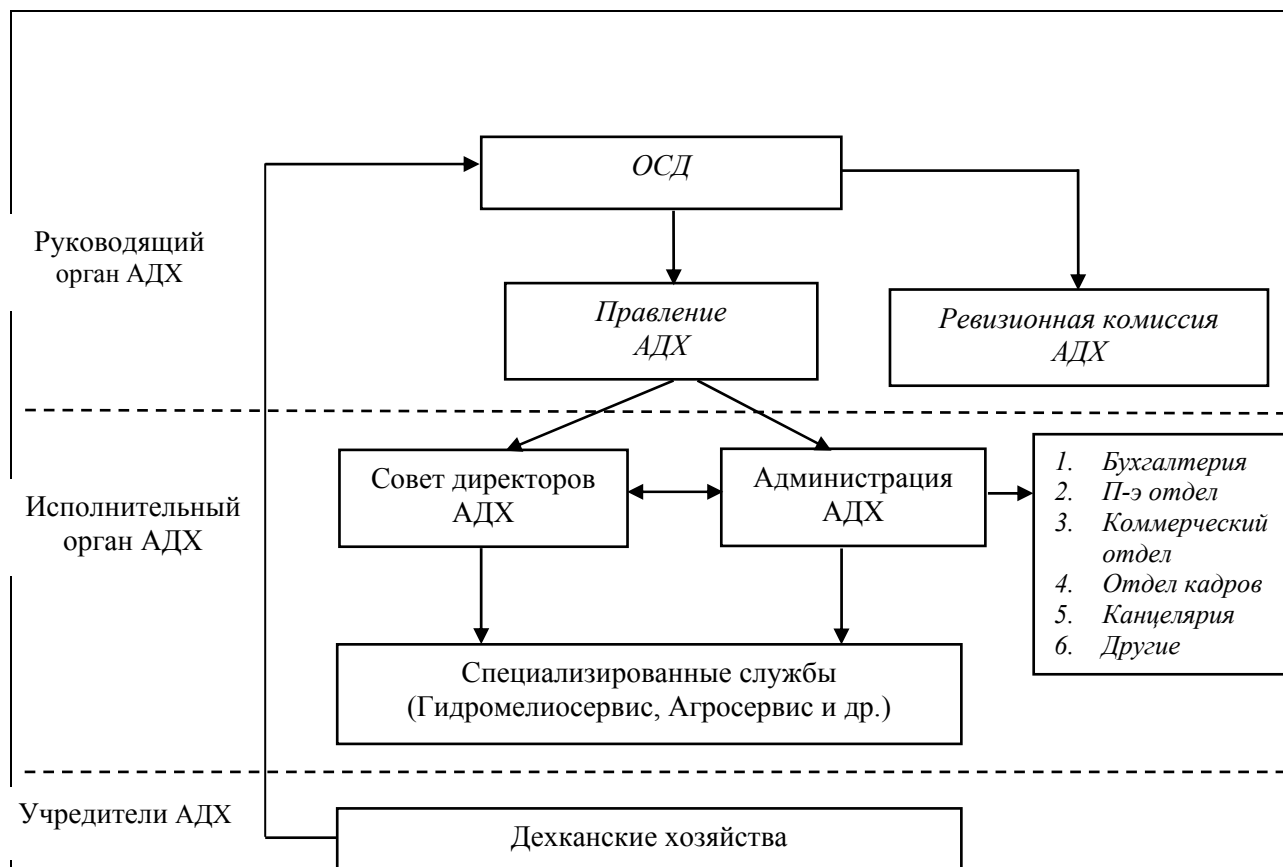 ОСД
Руководящий
орган АДХ
Правление
АДХ
Ревизионная комиссия
АДХ
Исполнительный
орган АДХ
Совет директоров
АДХ
Администрация
АДХ
1. Бухгалтерия
2. П-э отдел
3. Коммерческий
отдел
4. Отдел кадров
5. Канцелярия
6. Другие
Специализированные службы
(Гидромелиосервис, Агросервис и др.)
Учредители АДХ
Дехканские хозяйства